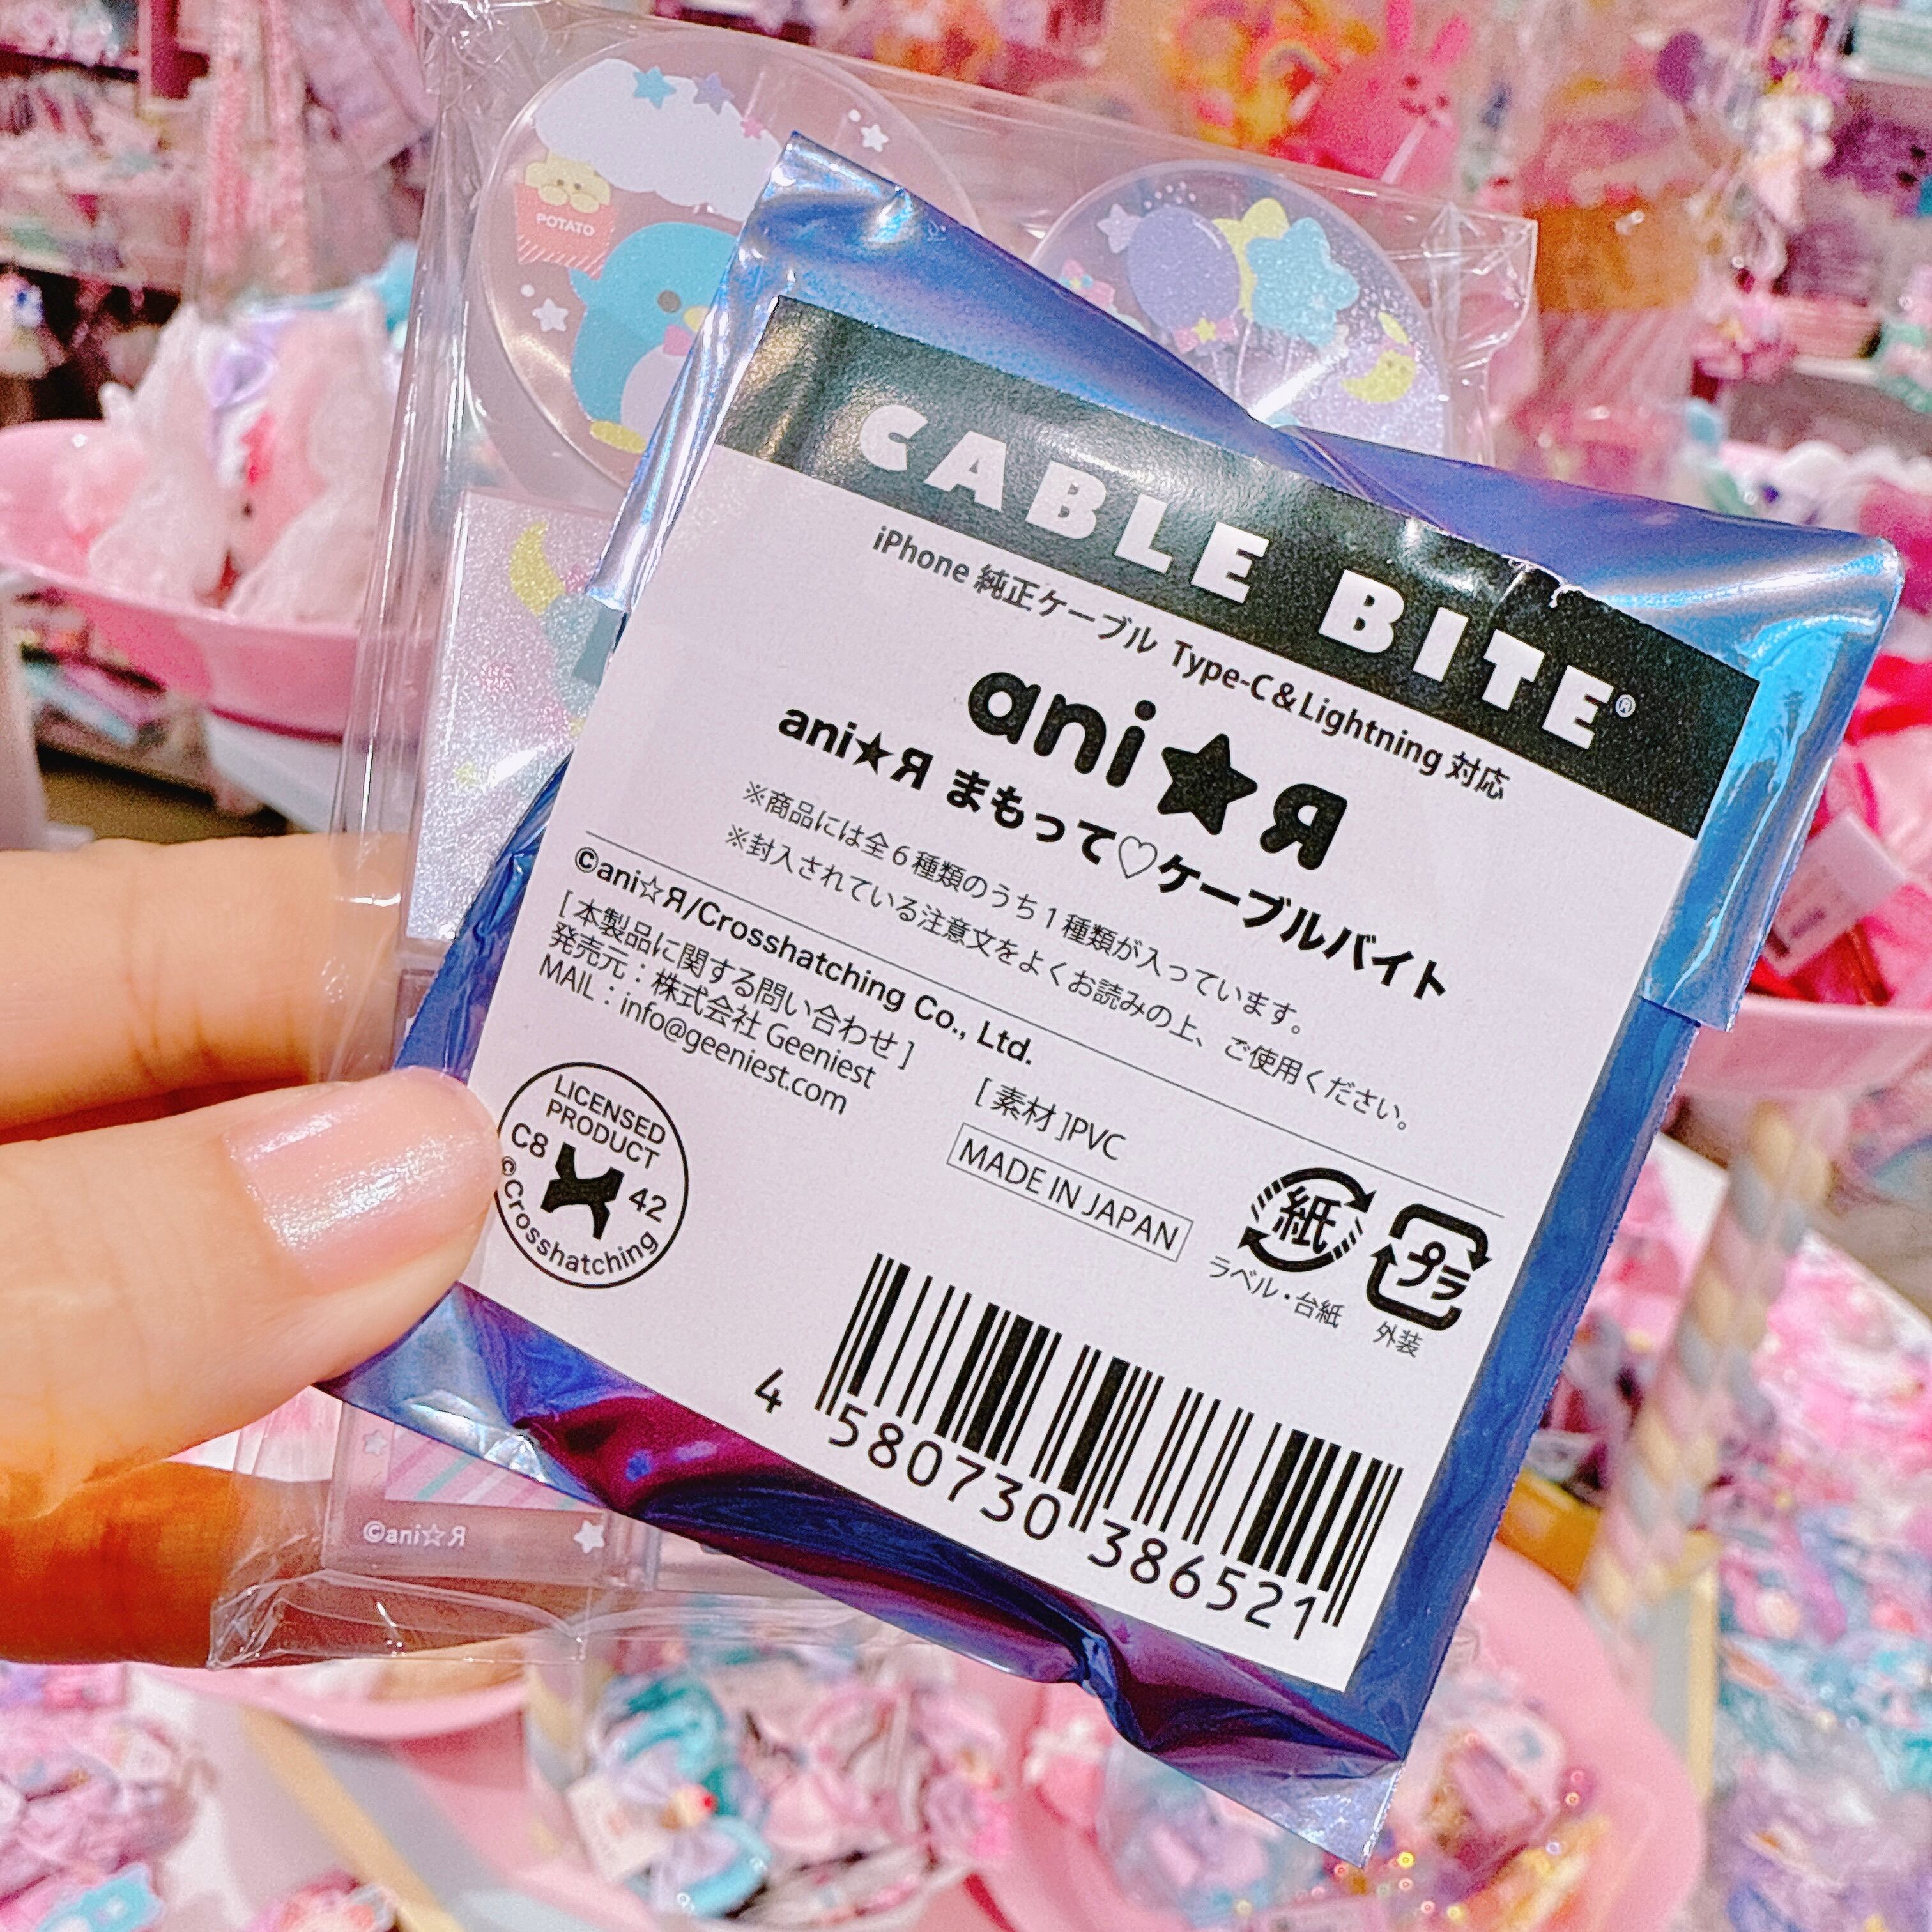 POTATO
CABLE BITE®
iPhone 純正ケーブル Type-C&Lightning 対応
ani★Я
ani★Я まもって♡ケーブルバイト
※商品には全6種類のうち1種類が入っています。
※封入されている注意文をよくお読みの上、ご使用ください。
©ani☆Я/Crosshatching Co., Ltd.
[ 本製品に関する問い合わせ ]
発売元：株式会社 Geeniest
MAIL：info@geeniest.com
[ 素材 ]PVC
MADE IN JAPAN
LICENSED
PRODUCT
C8 42
©Crosshatching
紙
ラベル・台紙
プラ
外装
4 580730 386521
©ani☆Я